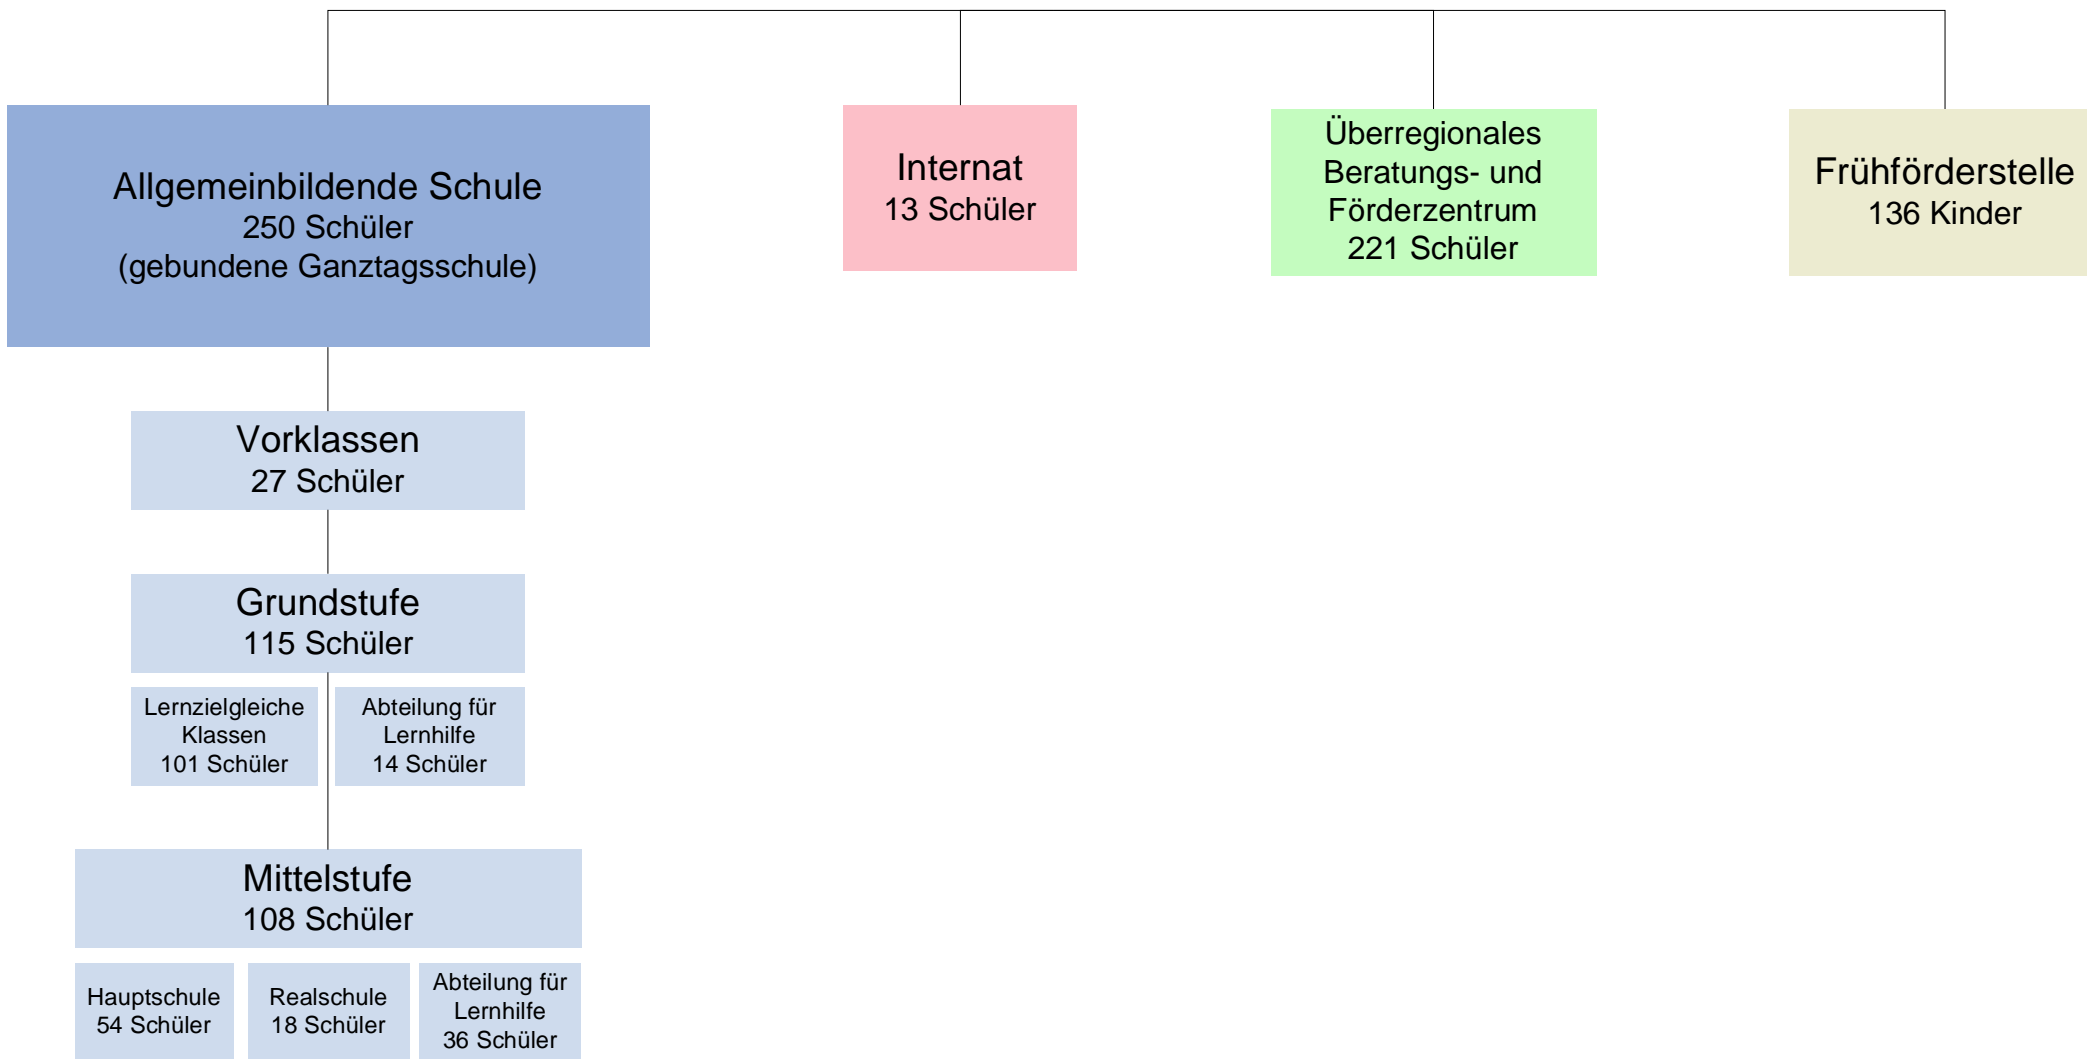 Allgemeinbildende Schule
250 Schüler
(gebundene Ganztagsschule)
Internat
13 Schüler
Überregionales
Beratungs- und
Förderzentrum
221 Schüler
Frühförderstelle
136 Kinder
Vorklassen
27 Schüler
Grundstufe
115 Schüler
Lernzielgleiche
Klassen
101 Schüler
Abteilung für
Lernhilfe
14 Schüler
Mittelstufe
108 Schüler
Hauptschule
54 Schüler
Realschule
18 Schüler
Abteilung für
Lernhilfe
36 Schüler